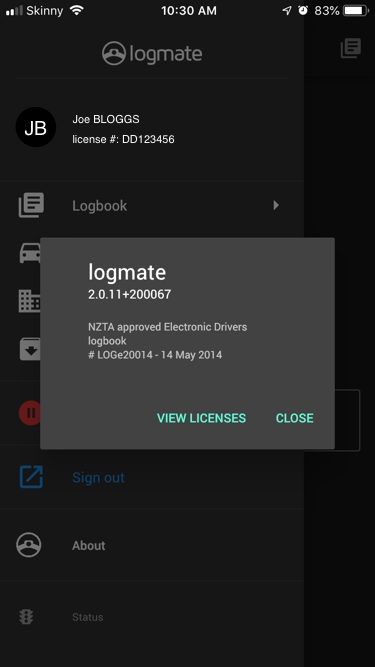 Skinny 10:30 AM 83%
logmate
JB
Joe BLOGGS
license #: DD123456
Logbook
logmate
2.0.11+200067
NZTA approved Electronic Drivers
logbook
# LOGe20014 - 14 May 2014
VIEW LICENSES CLOSE
Sign out
About
Status